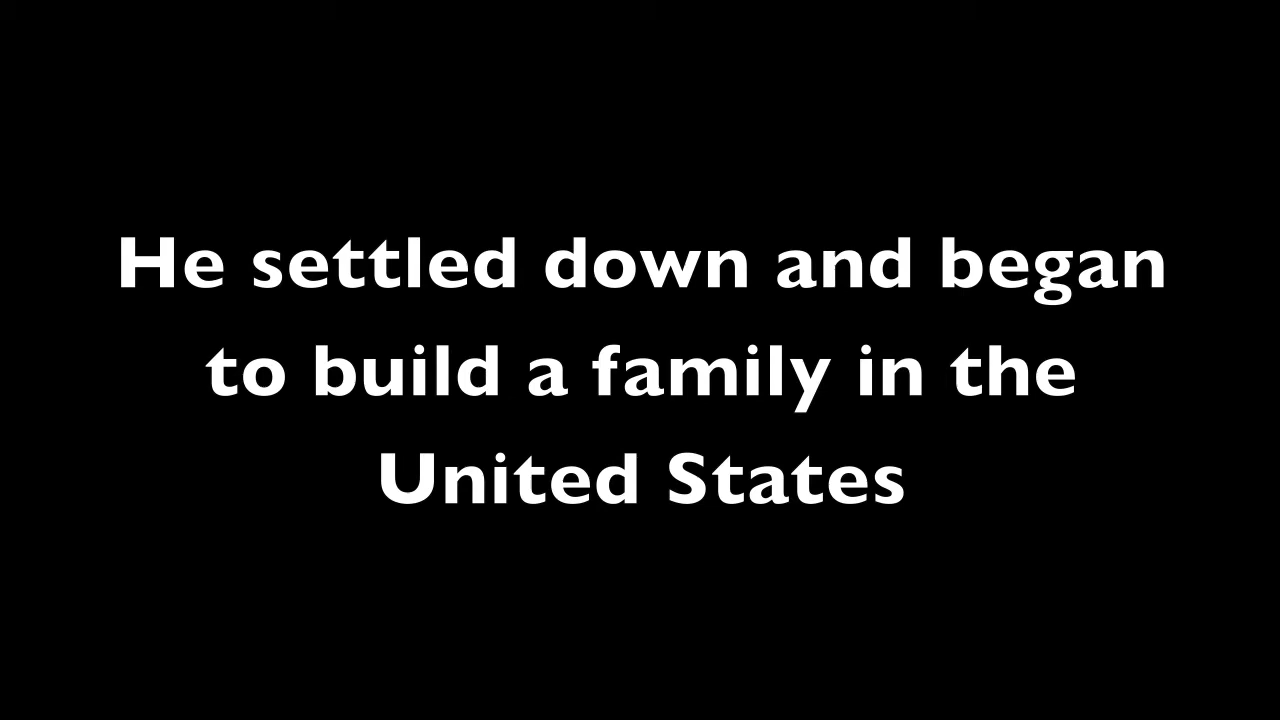 He settled down and began
to build a family in the
United States